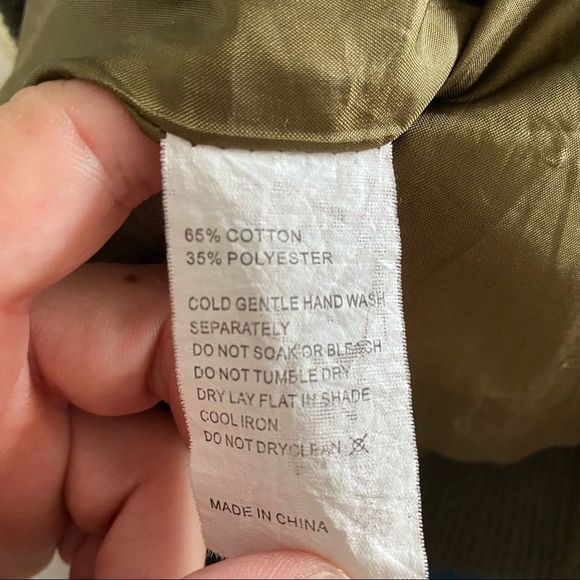 65% COTTON
35% POLYESTER
COLD GENTLE HAND WASH
SEPARATELY
DO NOT SOAK OR BLEACH
DO NOT TUMBLE DRY
DRY LAY FLAT IN SHADE
COOL IRON
DO NOT DRYCLEAN
MADE IN CHINA